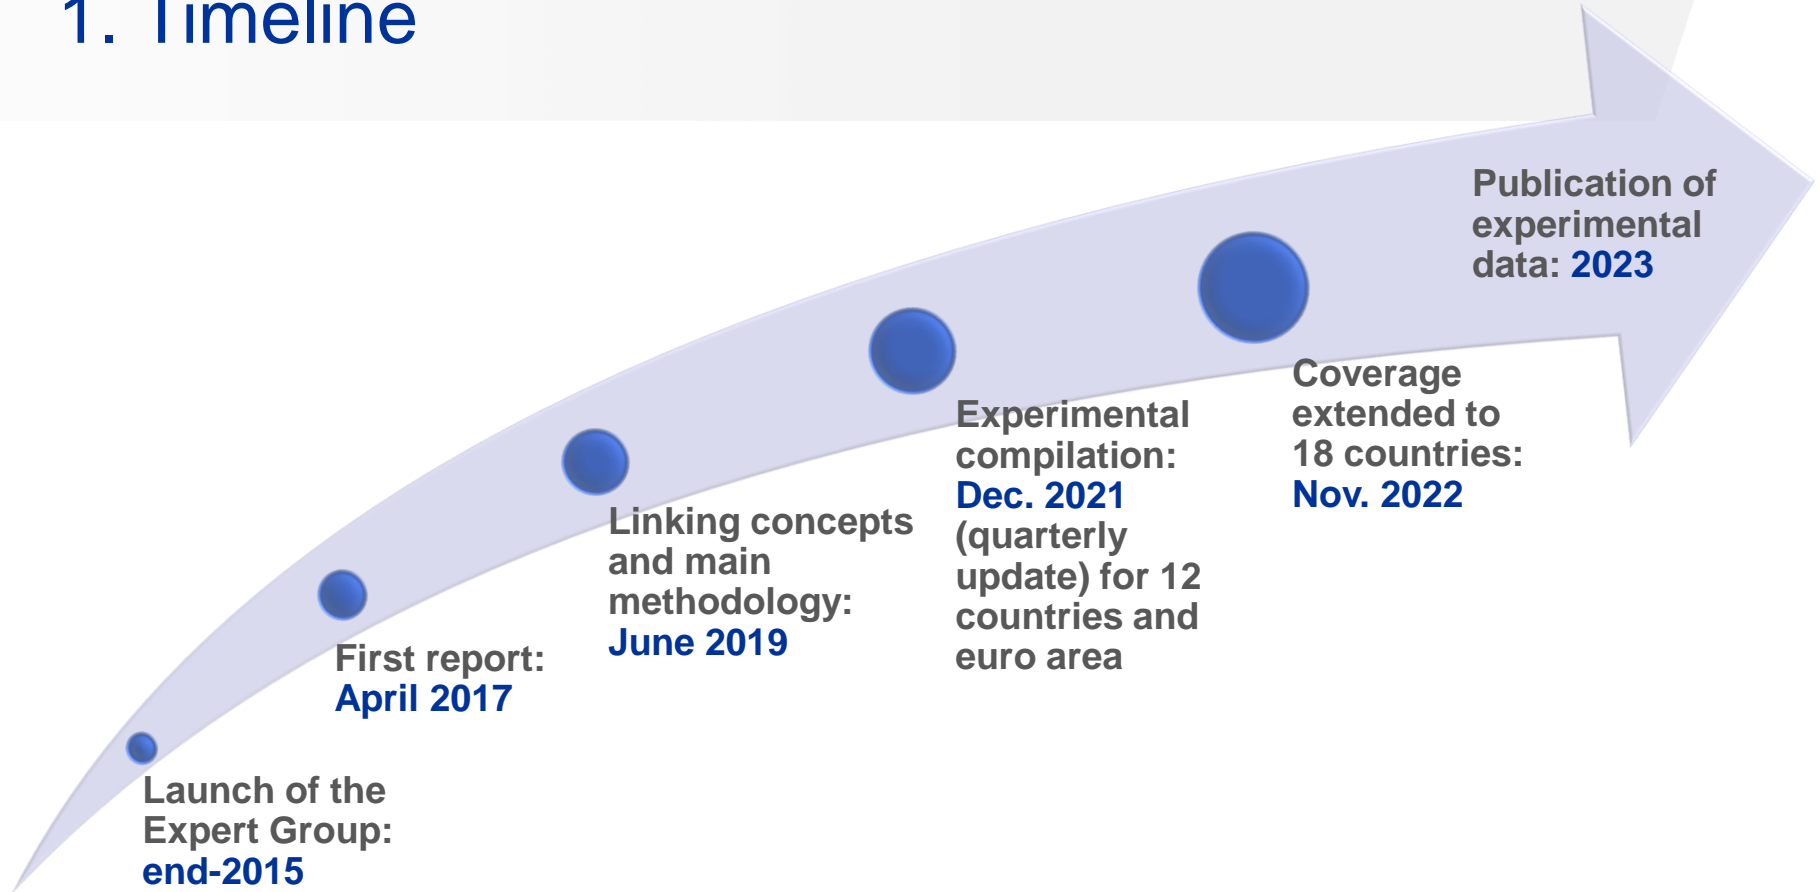 1. Timeline
Publication of
experimental
data: 2023
Coverage
extended to
18 countries:
Nov. 2022
Experimental
compilation:
Dec. 2021
(quarterly
update) for 12
countries and
euro area
Linking concepts
and main
methodology:
June 2019
First report:
April 2017
Launch of the
Expert Group:
end-2015